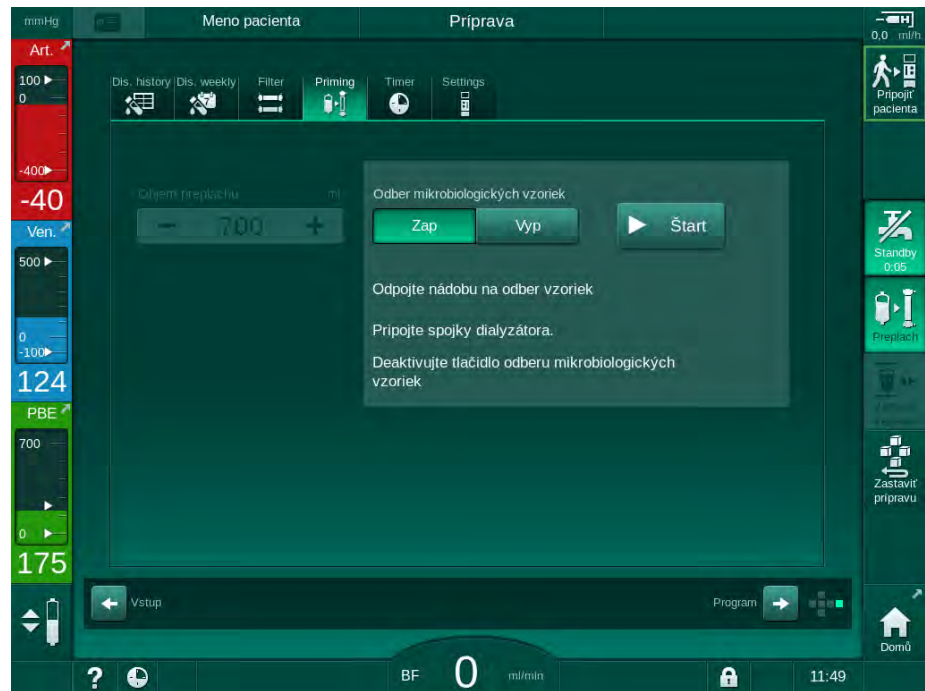 mmHg
Meno pacienta
Príprava
0,0 ml/h
Art.
100
0
-400
-40
Ven.
500
0
-100
124
PBE
700
0
175
Dis. history
Dis. weekly
Filter
Priming
Timer
Settings
Objem preplachu ml
700
Odber mikrobiologických vzoriek
Zap
Vyp
Štart
Odpojte nádobu na odber vzoriek
Pripojte spojky dialyzátora.
Deaktivujte tlačidlo odberu mikrobiologických
vzoriek
Pripojiť
pacienta
Standby
0:05
Preplach
Zastaviť
prípravu
Domů
Vstup
Program
?
BF 0 ml/min
11:49